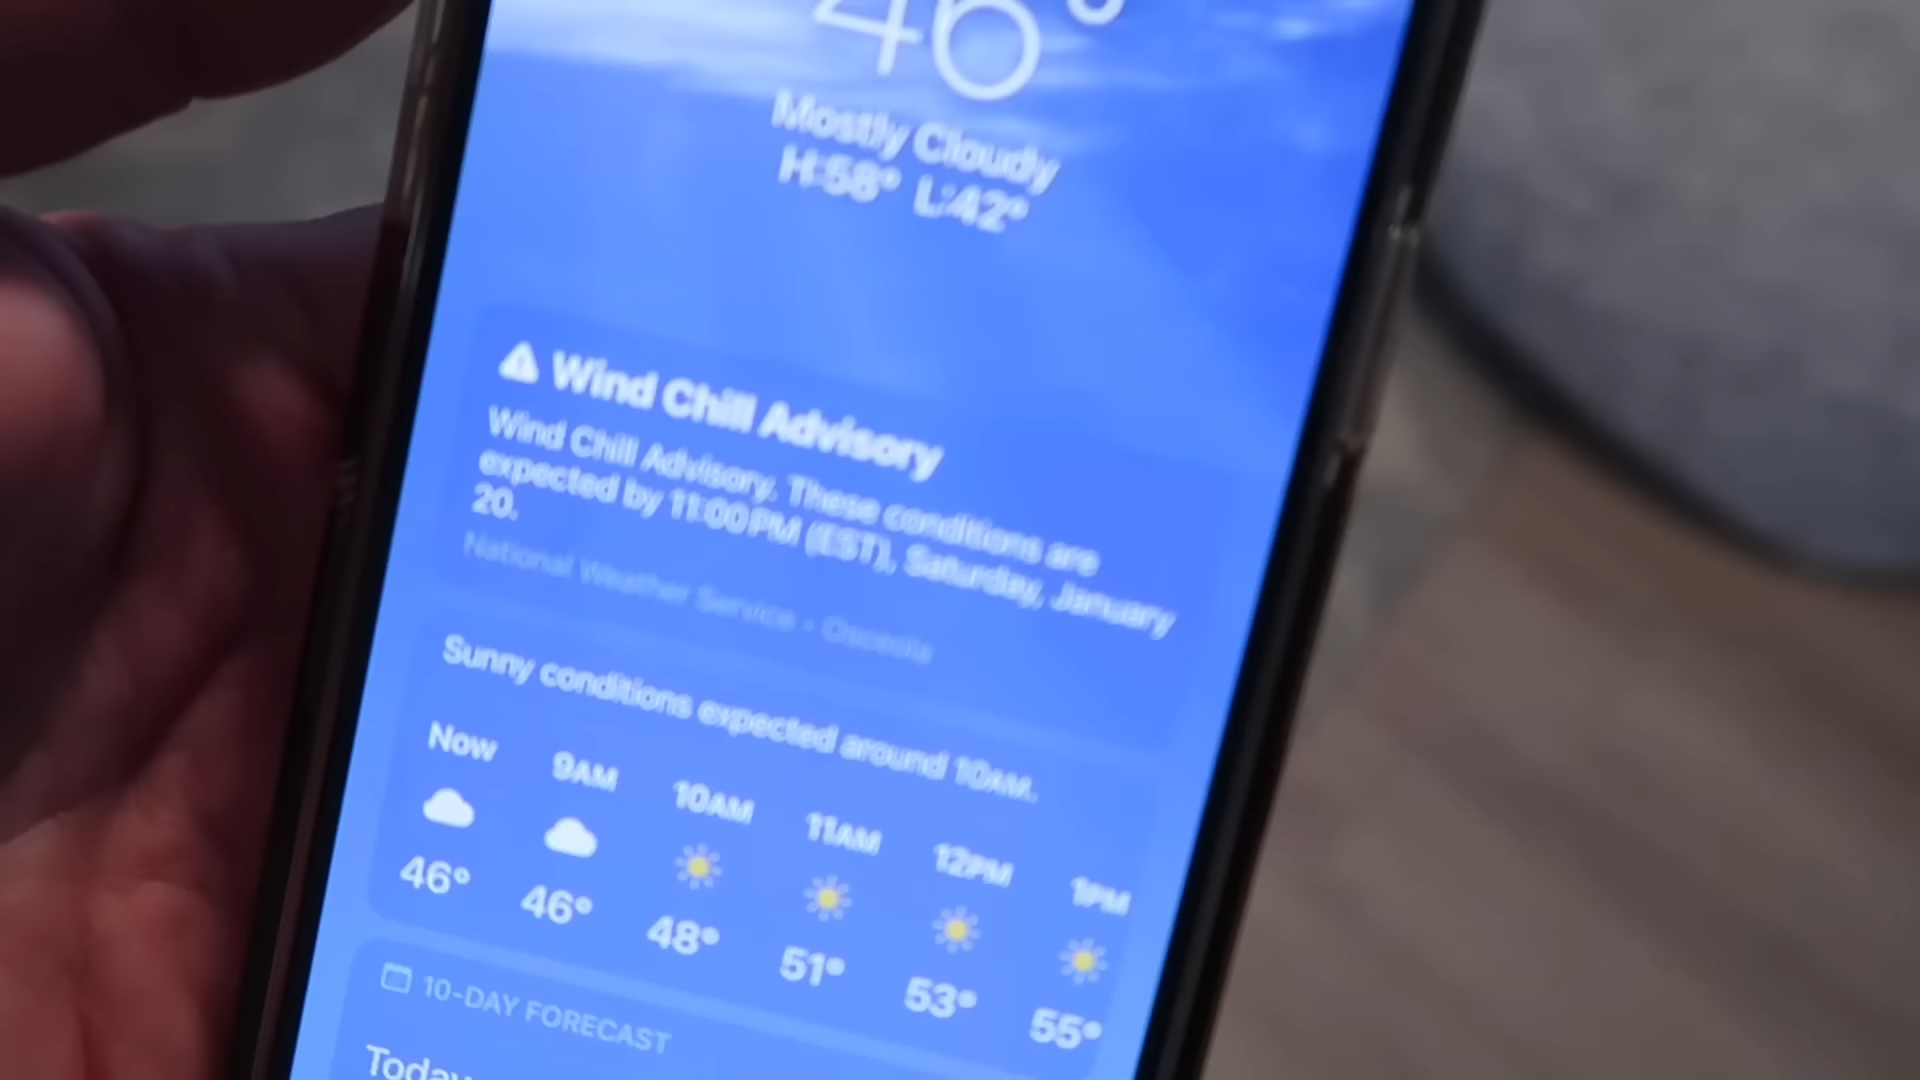 46°
Mostly Cloudy
H:58° L:42°
Wind Chill Advisory
Wind Chill Advisory. These conditions are
expected by 11:00PM (EST), Saturday, January
20.
National Weather Service - Osceola
Sunny conditions expected around 10AM.
Now 9AM 10AM 11AM 12PM 1PM
46° 46° 48° 51° 53° 55°
10-DAY FORECAST
Today